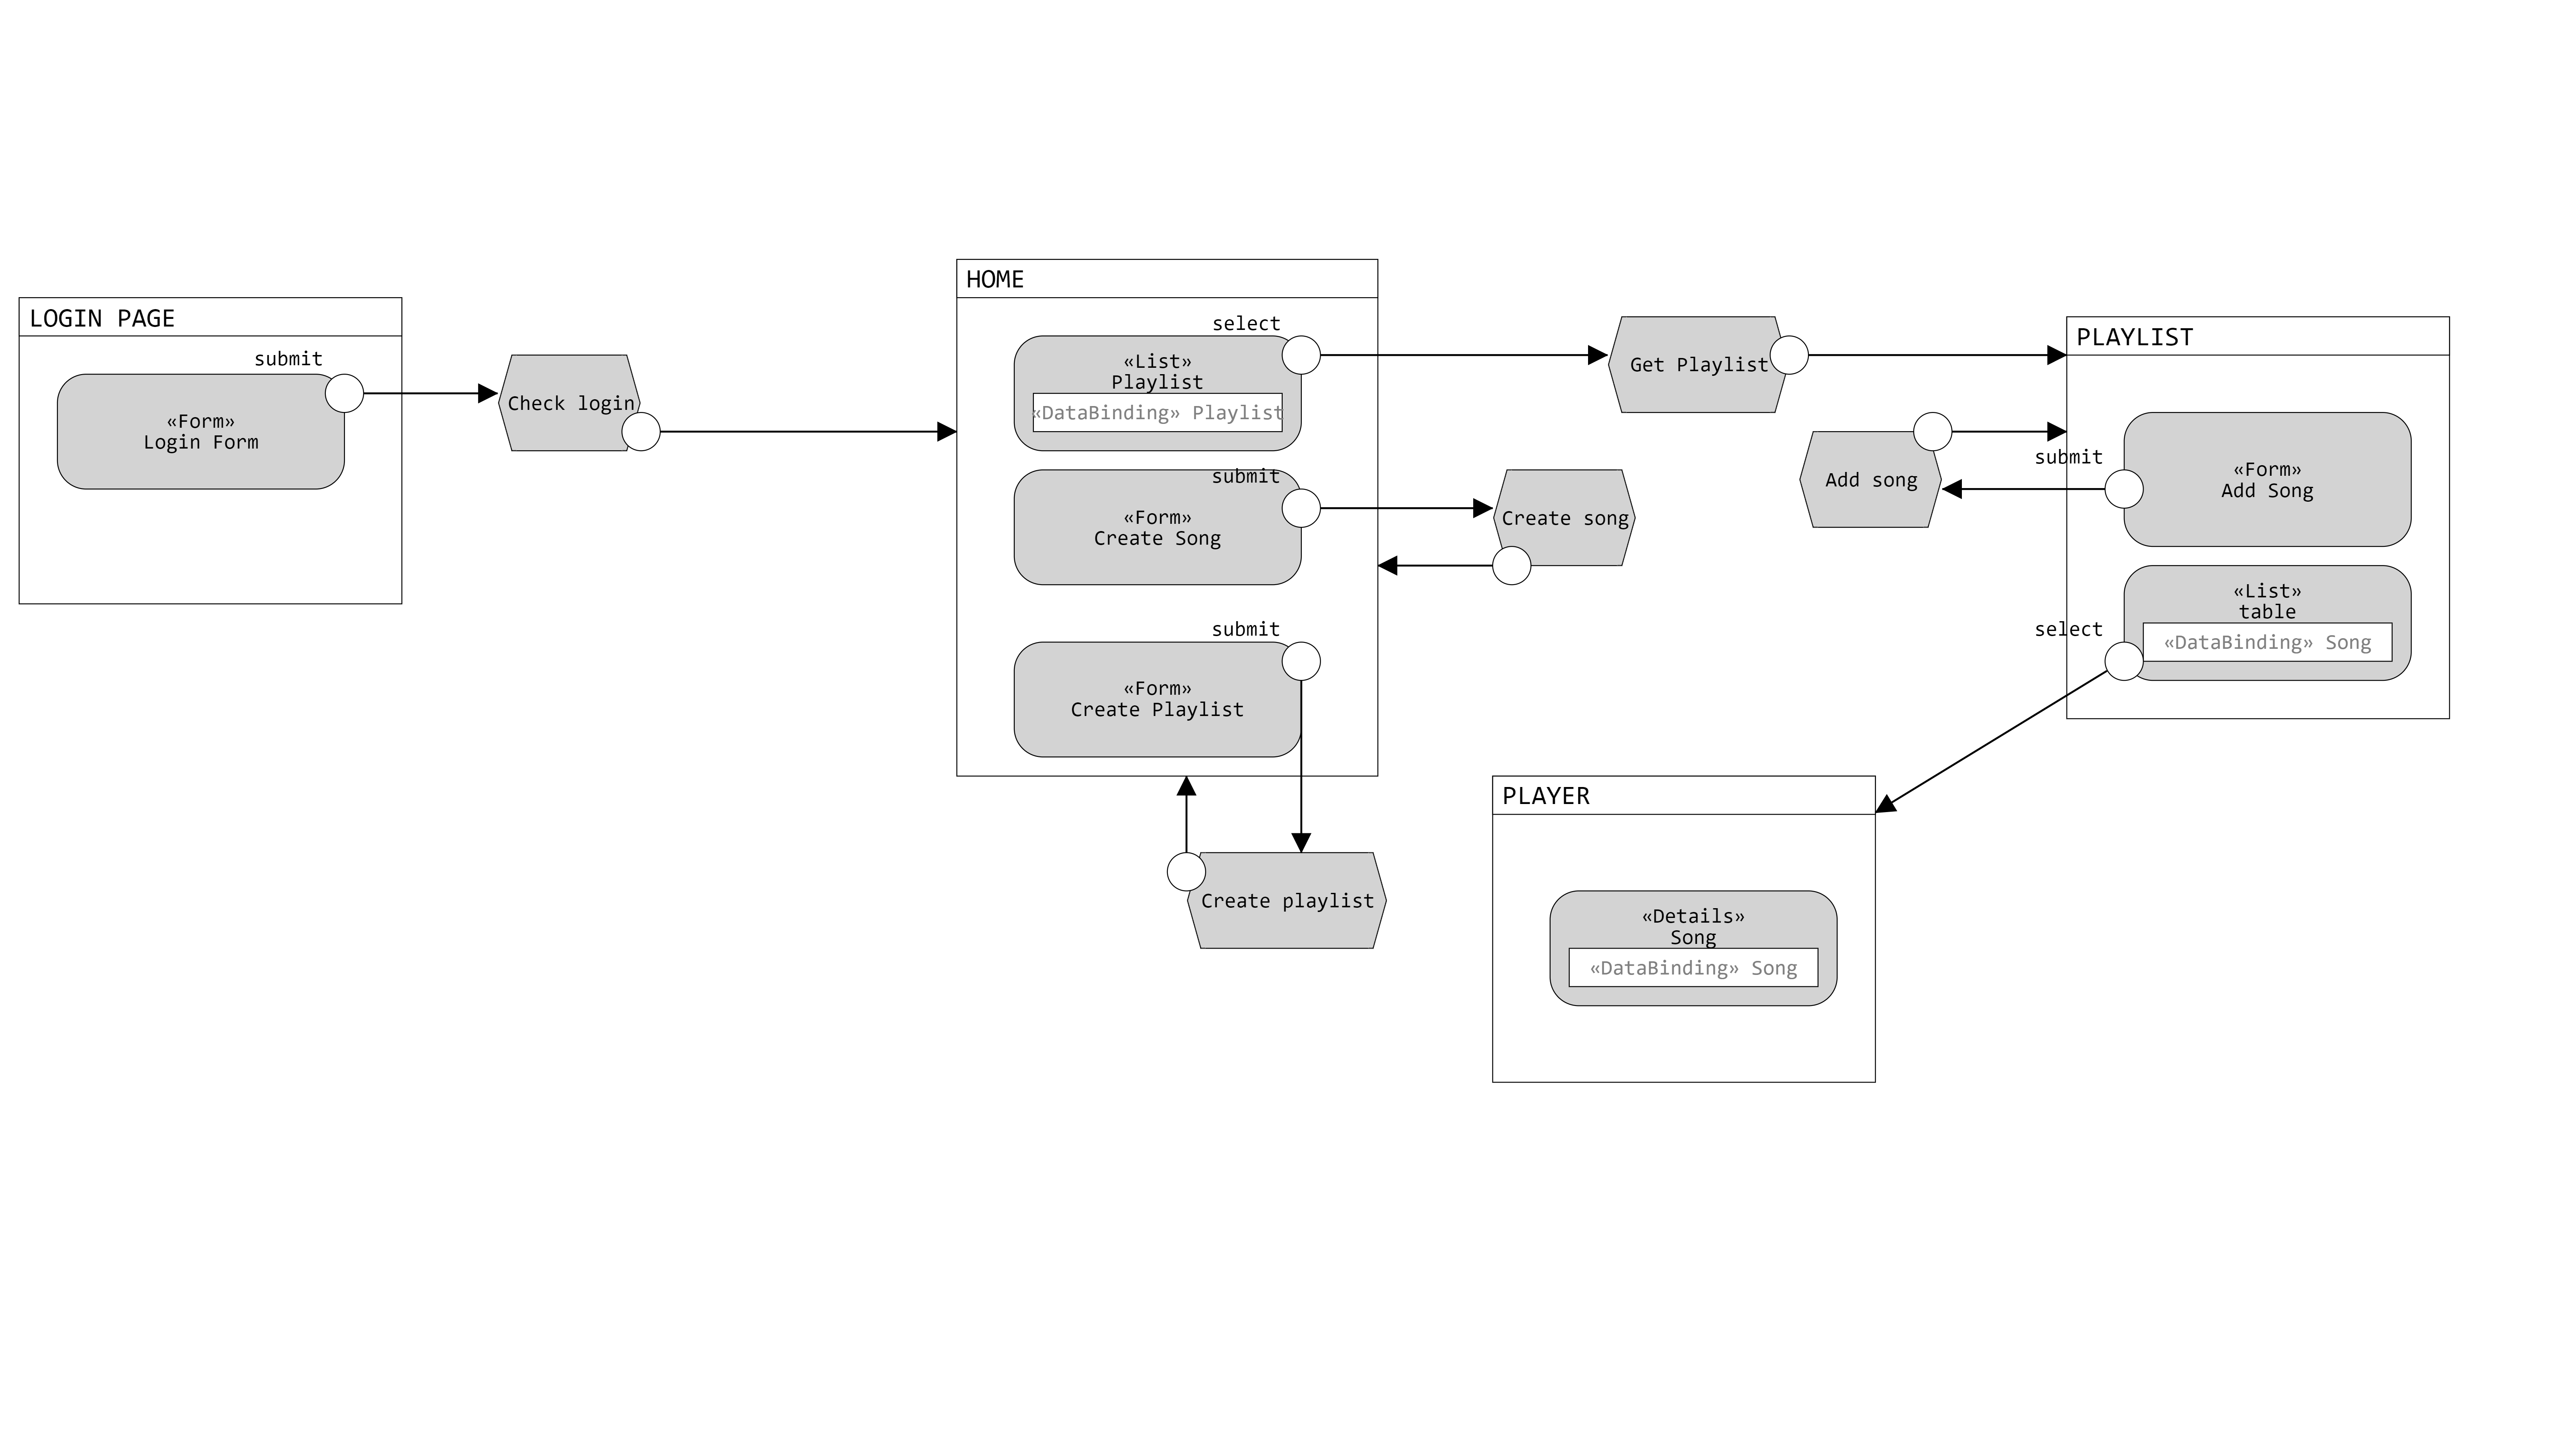 LOGIN PAGE
submit
«Form»
Login Form
Check login
HOME
select
«List»
Playlist
«DataBinding» Playlist
submit
«Form»
Create Song
submit
«Form»
Create Playlist
Create song
Create playlist
Get Playlist
Add song
PLAYLIST
submit
«Form»
Add Song
«List»
table
select
«DataBinding» Song
PLAYER
«Details»
Song
«DataBinding» Song